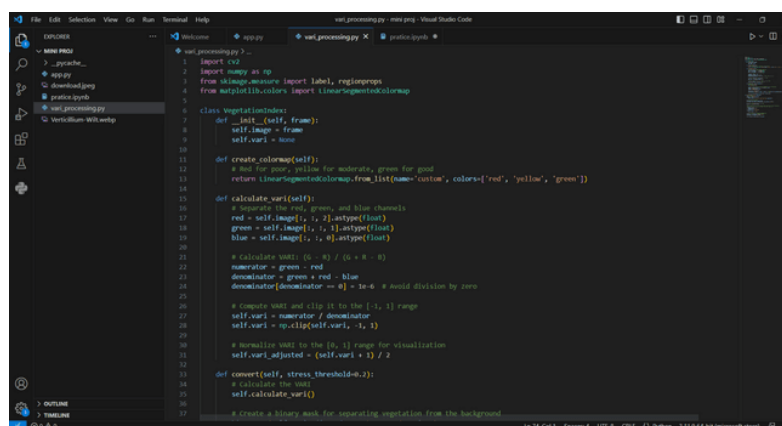 File Edit Selection View Go Run Terminal Help
vari_processing.py - mini proj - Visual Studio Code
EXPLORER
MINI PROJ
__pycache__
app.py
download.jpeg
pratice.ipynb
vari_processing.py
Verticillium-Wilt.webp
OUTLINE
TIMELINE
Welcome app.py vari_processing.py pratice.ipynb
vari_processing.py > ...
1 import cv2
2 import numpy as np
3 from skimage.measure import label, regionprops
4 from matplotlib.colors import LinearSegmentedColormap
5
6 class VegetationIndex:
7 def __init__(self, frame):
8 self.image = frame
9 self.vari = None
10
11 def create_colormap(self):
12 # Red for poor, yellow for moderate, green for good
13 return LinearSegmentedColormap.from_list(name='custom', colors=['red', 'yellow', 'green'])
14
15 def calculate_vari(self):
16 # Separate the red, green, and blue channels
17 red = self.image[:, :, 2].astype(float)
18 green = self.image[:, :, 1].astype(float)
19 blue = self.image[:, :, 0].astype(float)
20
21 # Calculate VARI: (G - R) / (G + R - B)
22 numerator = green - red
23 denominator = green + red - blue
24 denominator[denominator == 0] = 1e-6 # Avoid division by zero
25
26 # Compute VARI and clip it to the [-1, 1] range
27 self.vari = numerator / denominator
28 self.vari = np.clip(self.vari, -1, 1)
29
30 # Normalize VARI to the [0, 1] range for visualization
31 self.vari_adjusted = (self.vari + 1) / 2
32
33 def convert(self, stress_threshold=0.2):
34 # Calculate the VARI
35 self.calculate_vari()
36
37 # Create a binary mask for separating vegetation from the background